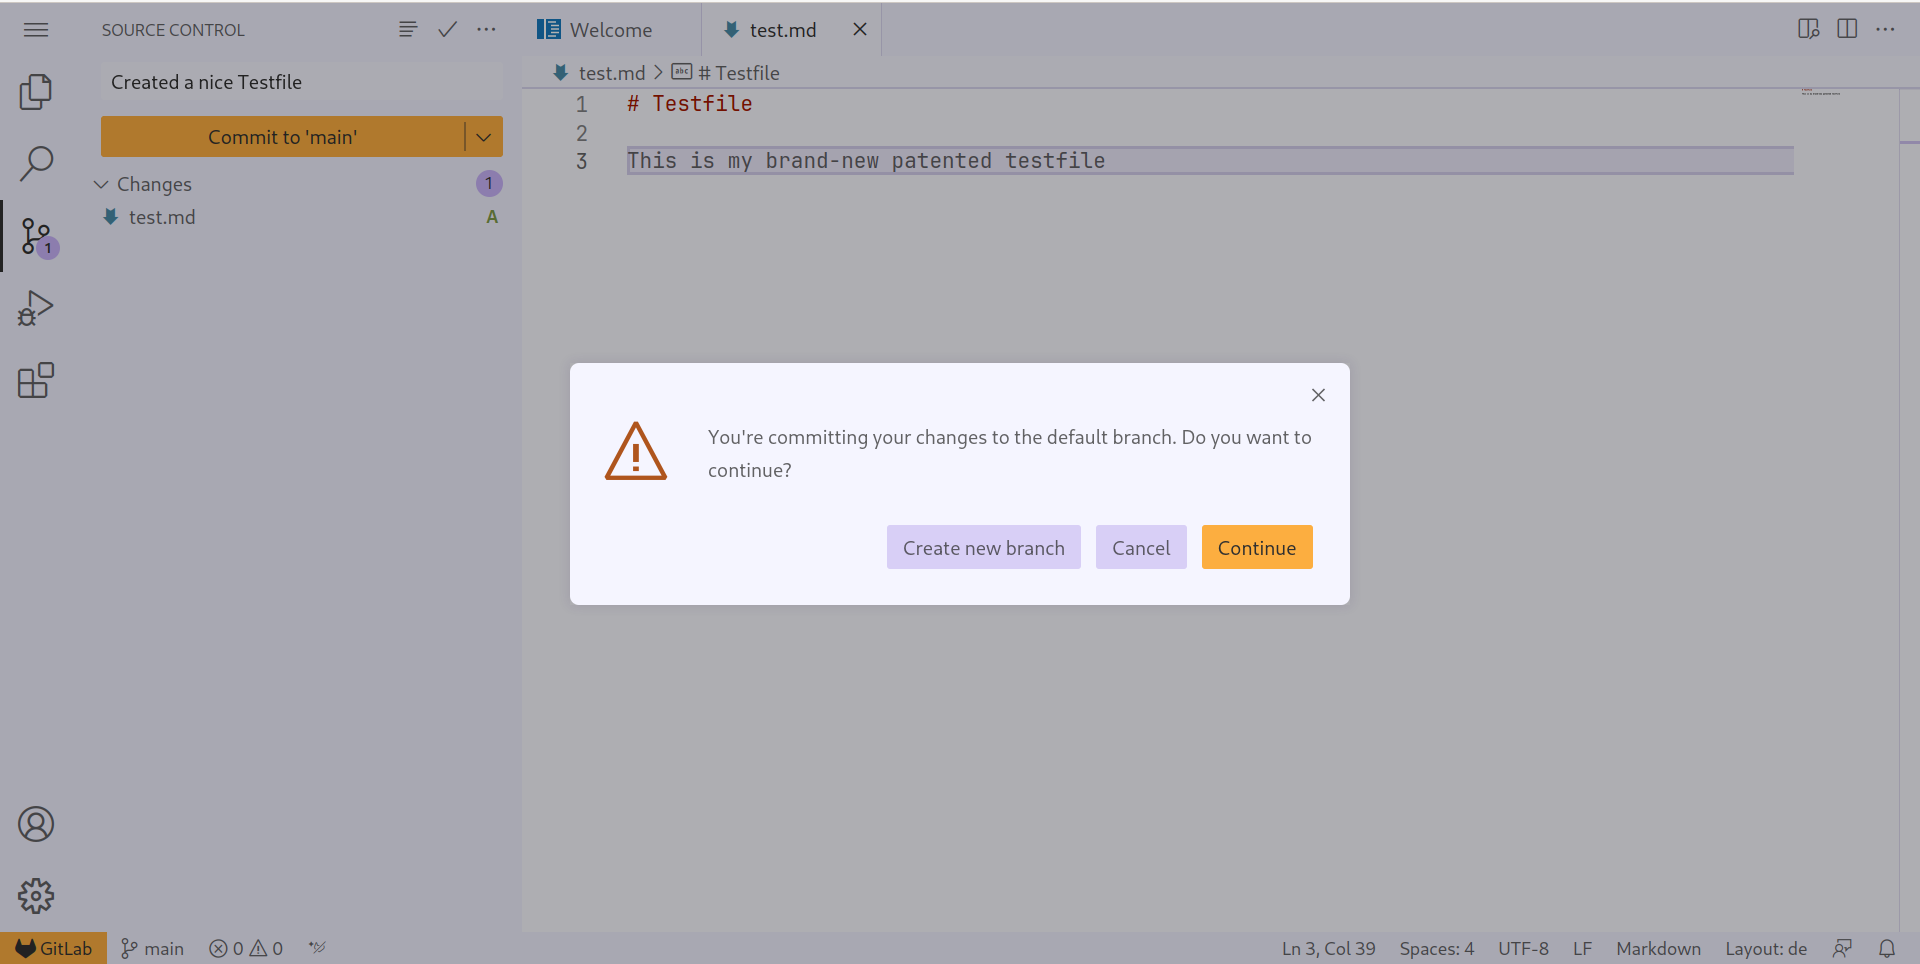 SOURCE CONTROL
Welcome
test.md
Created a nice Testfile
test.md > abc # Testfile
1 # Testfile
2
3 This is my brand-new patented testfile
Commit to 'main'
Changes 1
test.md A
1
You're committing your changes to the default branch. Do you want to
continue?
Create new branch
Cancel
Continue
GitLab main 0 0
Ln 3, Col 39 Spaces: 4 UTF-8 LF Markdown Layout: de